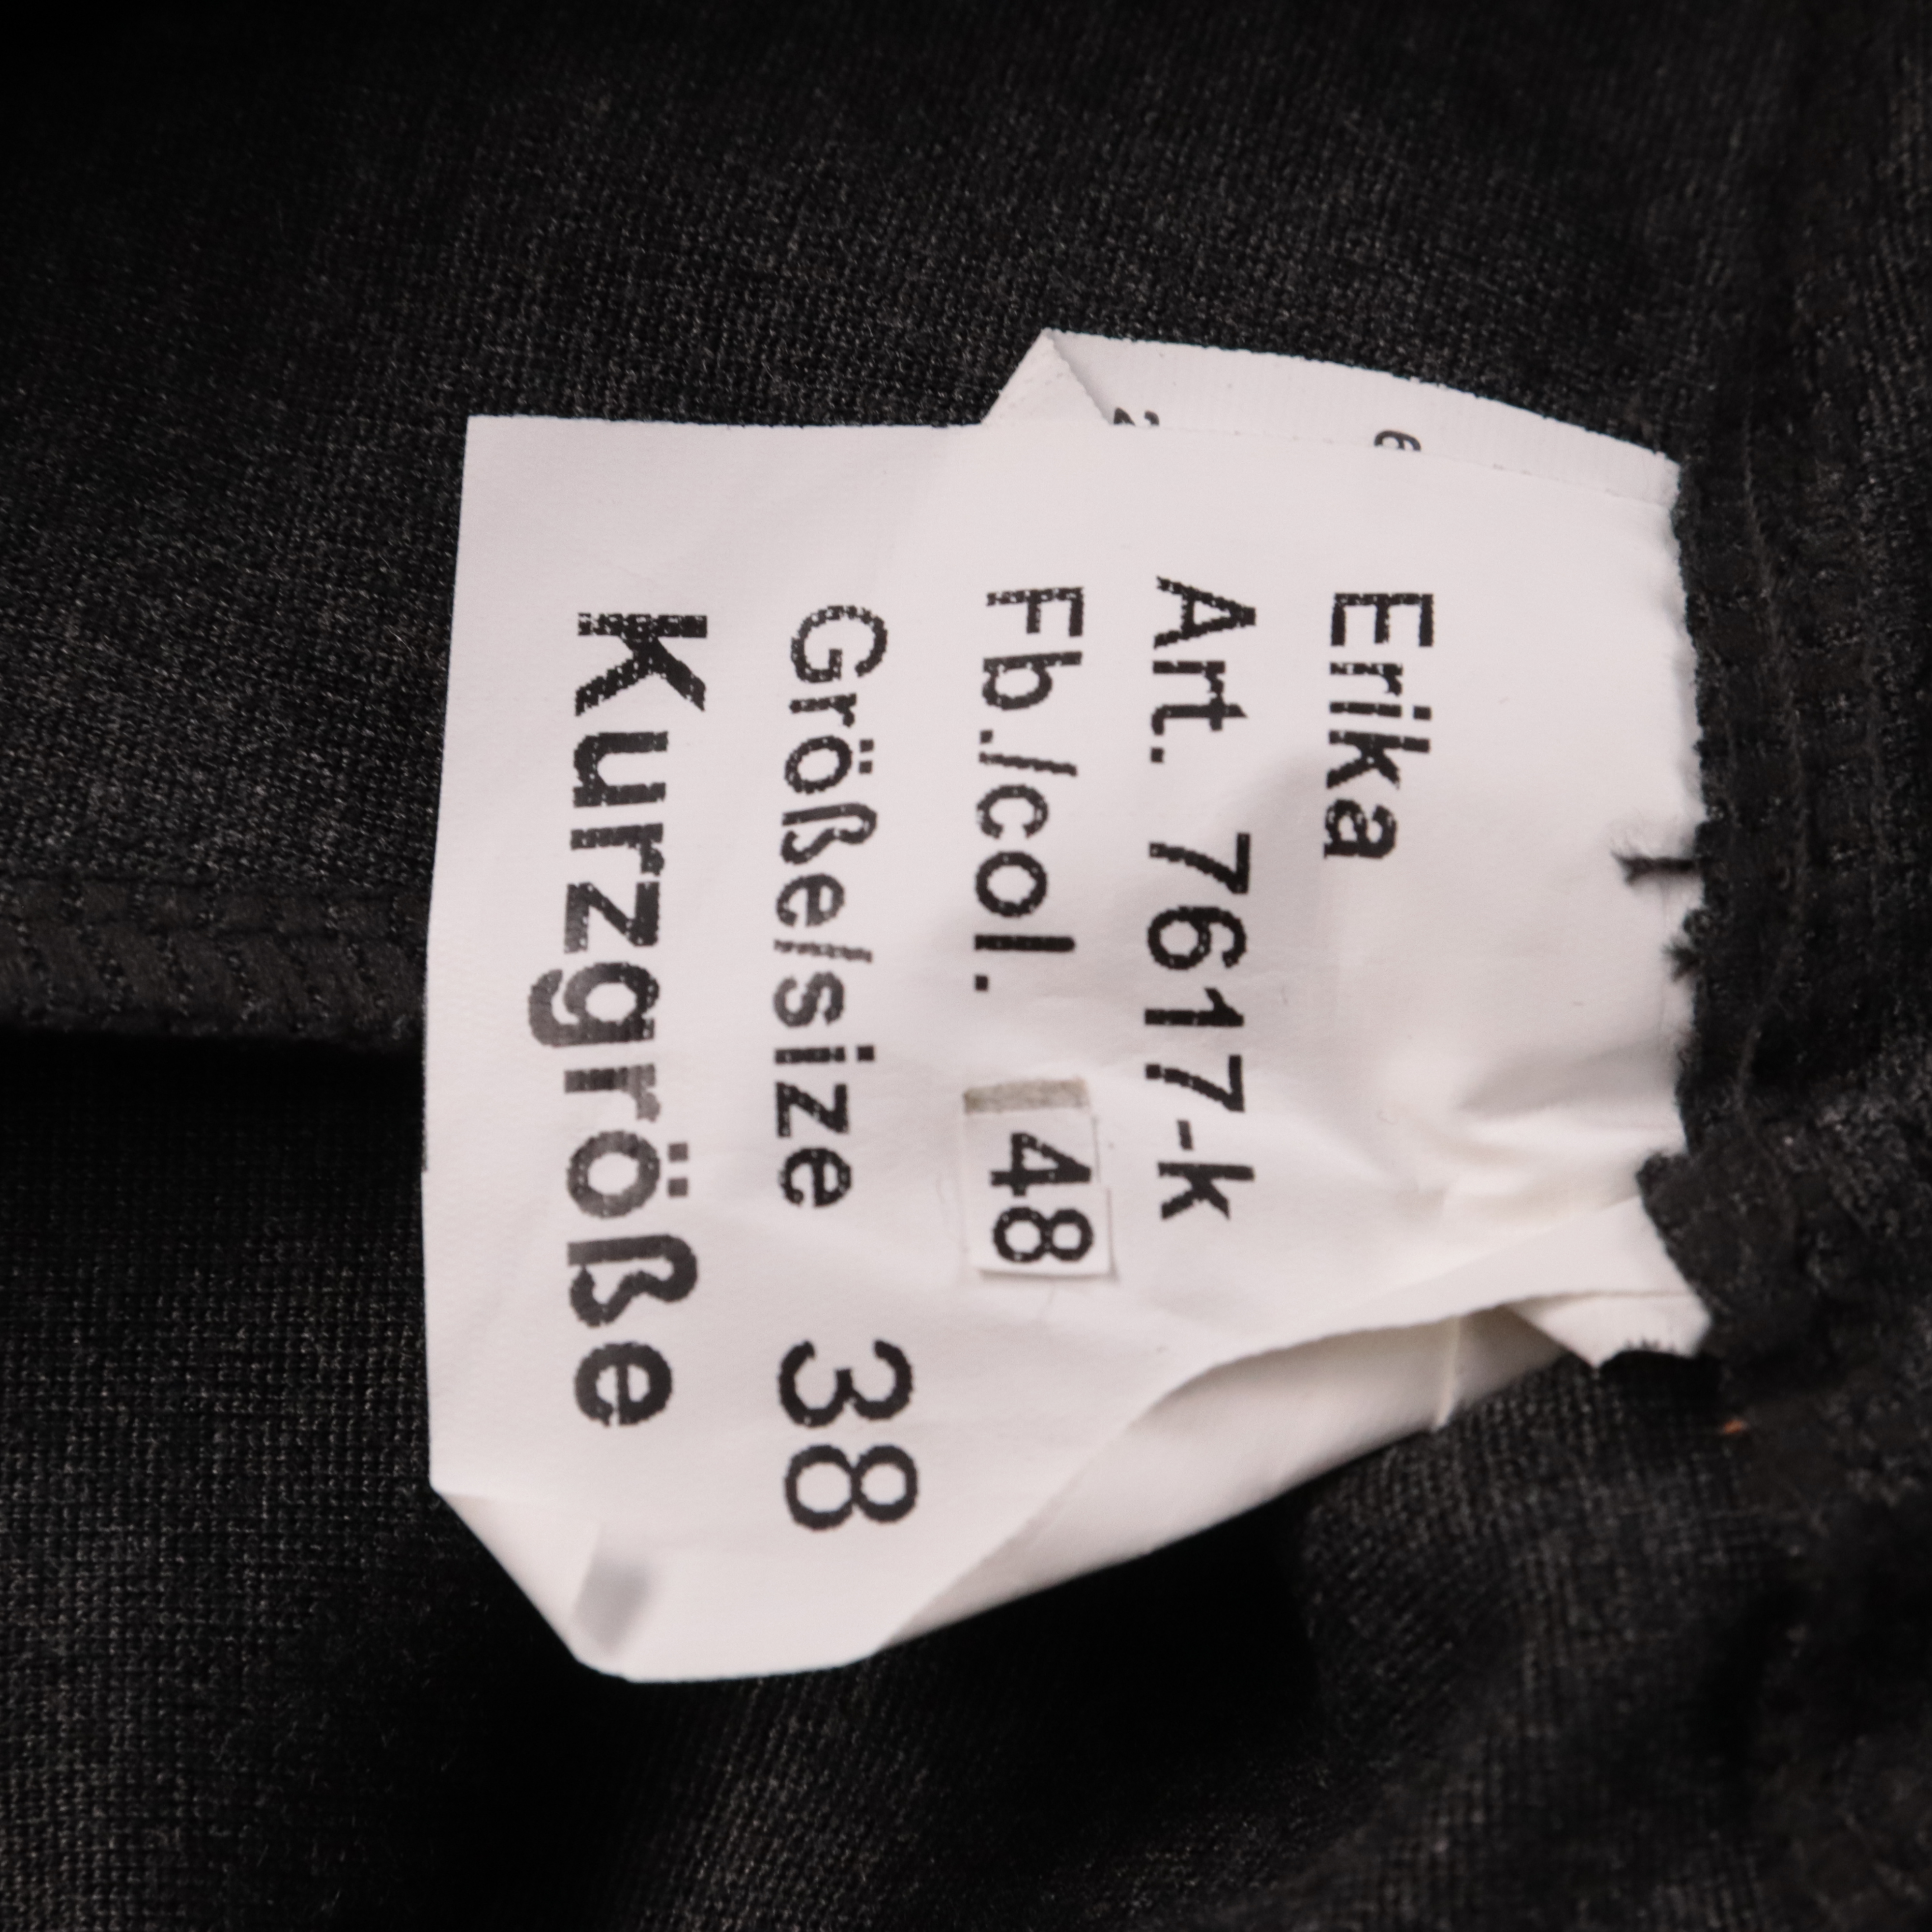 Erika
Art. 7617-k
Fb./col. 48
Größe/size 38
Kurzgröße